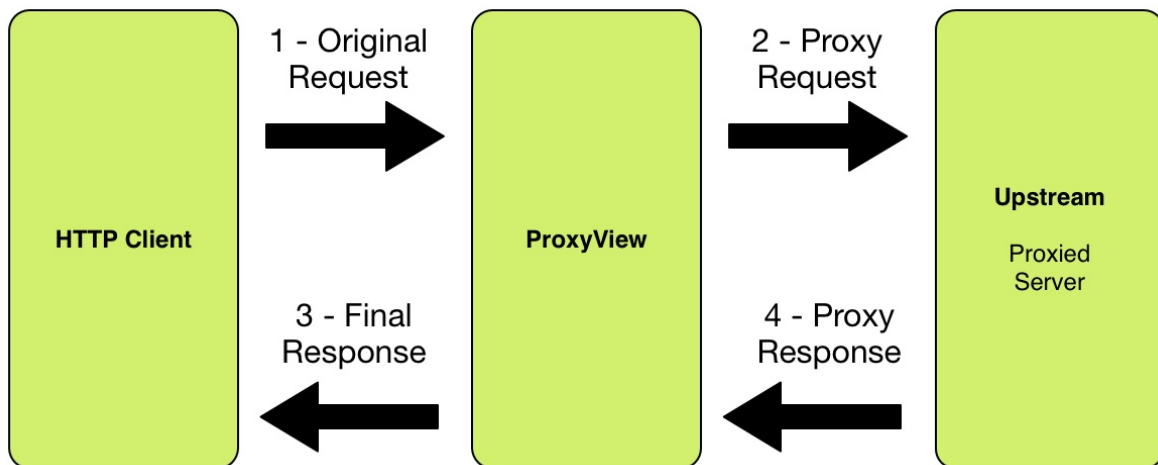 1 - Original
Request
2 - Proxy
Request
HTTP Client
ProxyView
Upstream
Proxied
Server
3 - Final
Response
4 - Proxy
Response